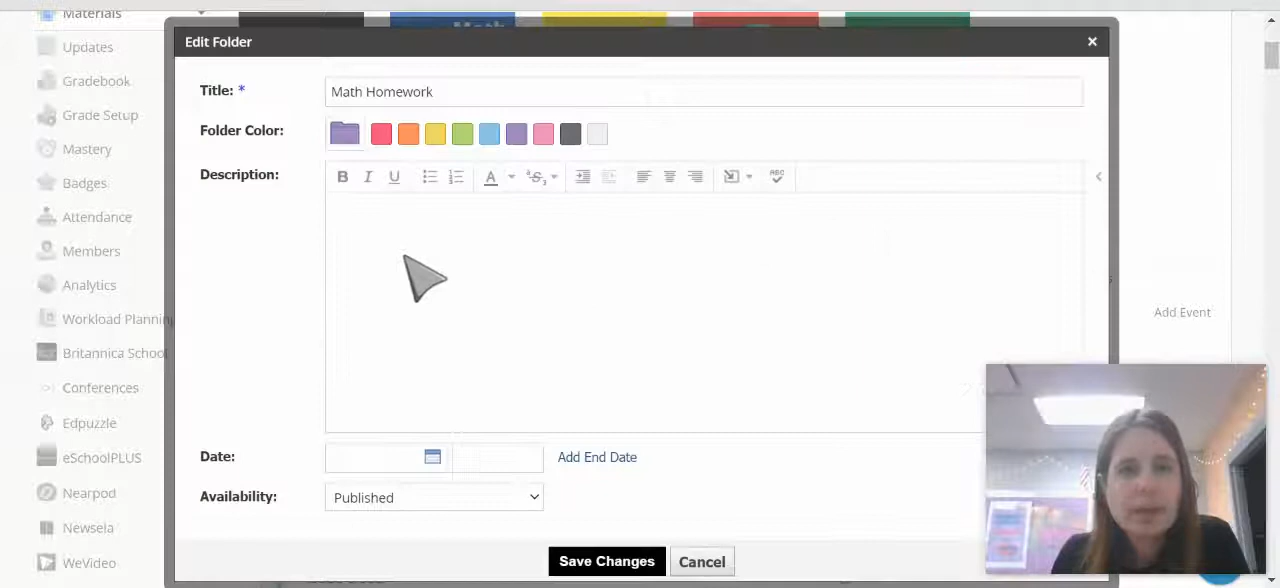 Materials
Math
Updates
Gradebook
Grade Setup
Mastery
Badges
Attendance
Members
Analytics
Workload Planning
Britannica School
Conferences
Edpuzzle
eSchoolPLUS
Nearpod
Newsela
WeVideo
Edit Folder
Title: *
Math Homework
Folder Color:
Description:
B I U
A
S
ABC
Date:
Add End Date
Availability:
Published
Save Changes
Cancel
Add Event